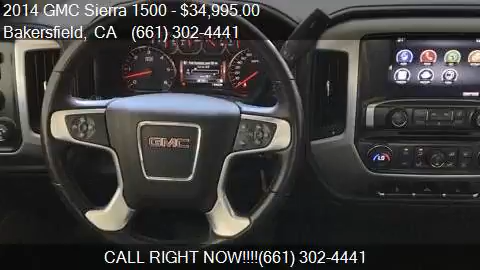 2014 GMC Sierra 1500 - $34,995.00
Bakersfield, CA (661) 302-4441
GMC
LO
CALL RIGHT NOW!!!!(661) 302-4441